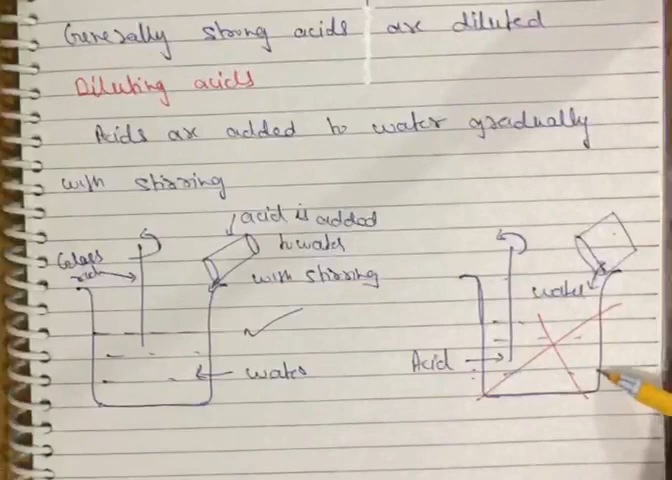 Generally strong acids are diluted
Diluting acids
Acids are added to water gradually
with stirring
acid is added
to water
with stirring
Glass
rod
water
water
Acid